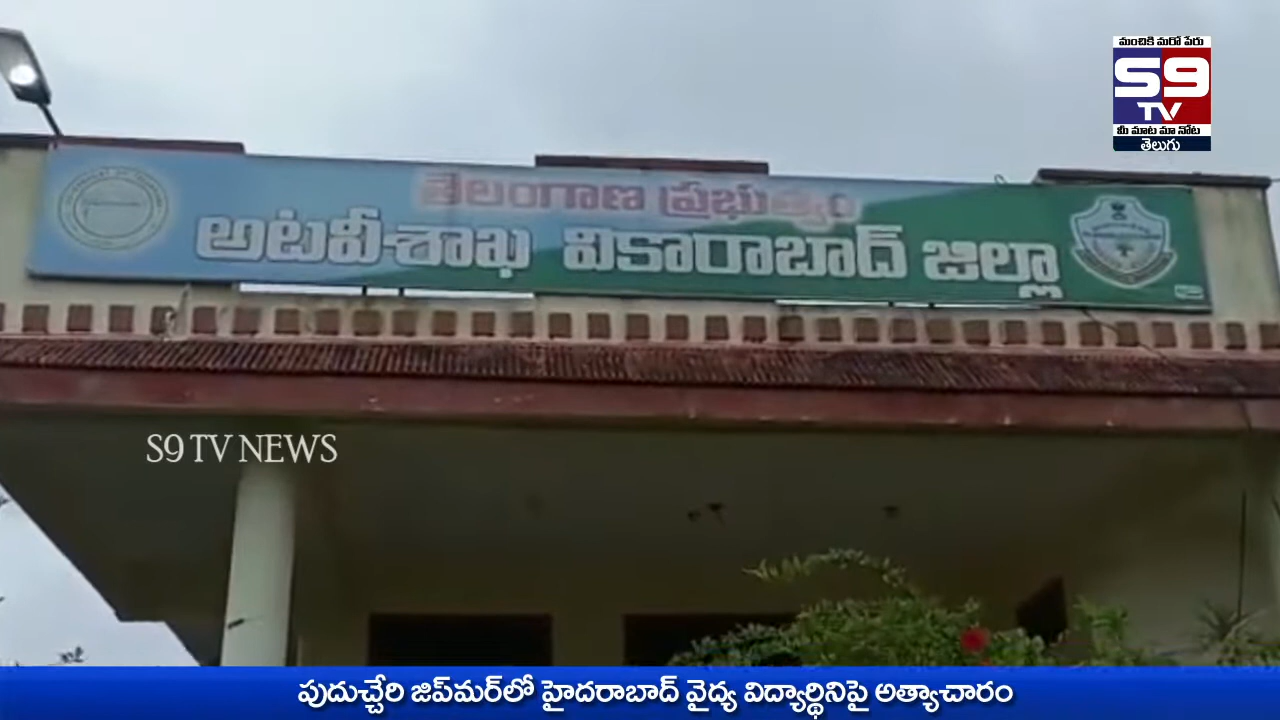 మంచికి మరో పేరు
S9
TV
మీ మాట మా నోట
తెలుగు
తెలంగాణ ప్రభుత్వం
అటవీశాఖ వికారాబాద్ జిల్లా
S9 TV NEWS
పుదుచ్చేరి జిప్‌మర్‌లో హైదరాబాద్ వైద్య విద్యార్థినిపై అత్యాచారం